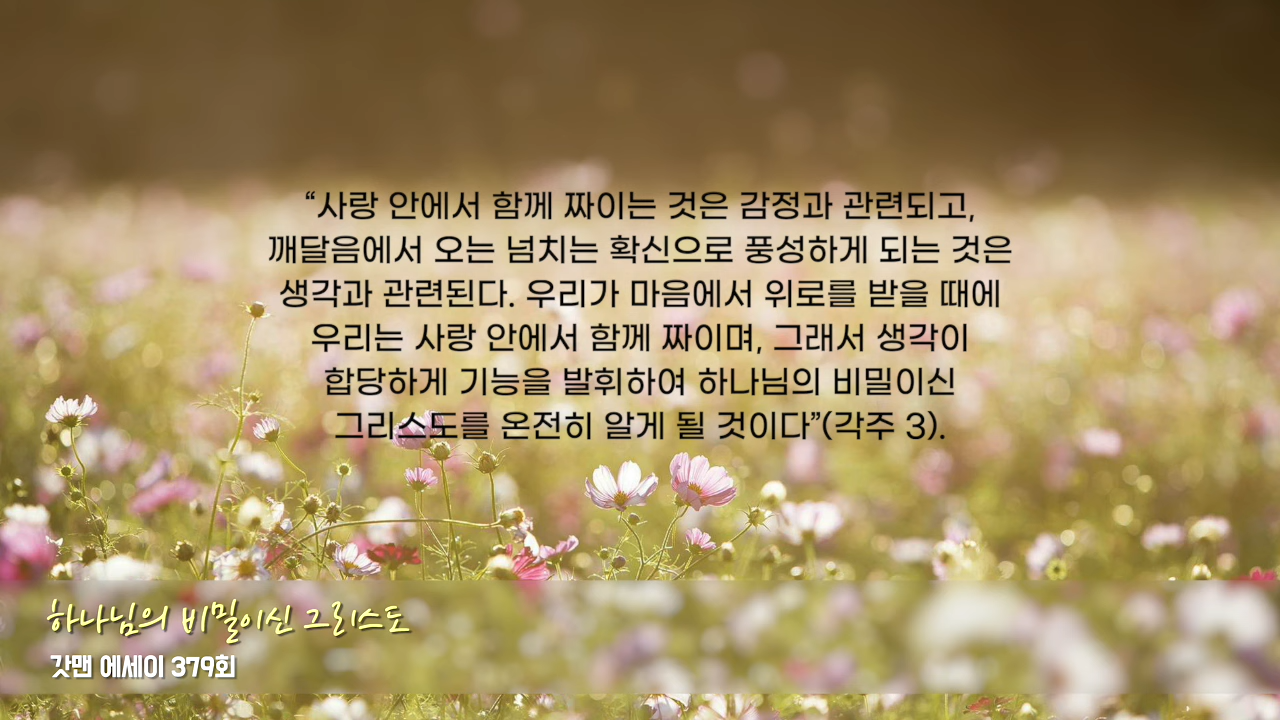 “사랑 안에서 함께 짜이는 것은 감정과 관련되고,
깨달음에서 오는 넘치는 확신으로 풍성하게 되는 것은
생각과 관련된다. 우리가 마음에서 위로를 받을 때에
우리는 사랑 안에서 함께 짜이며, 그래서 생각이
합당하게 기능을 발휘하여 하나님의 비밀이신
그리스도를 온전히 알게 될 것이다”(각주 3).
하나님의 비밀이신 그리스도
갓맨 에세이 379회